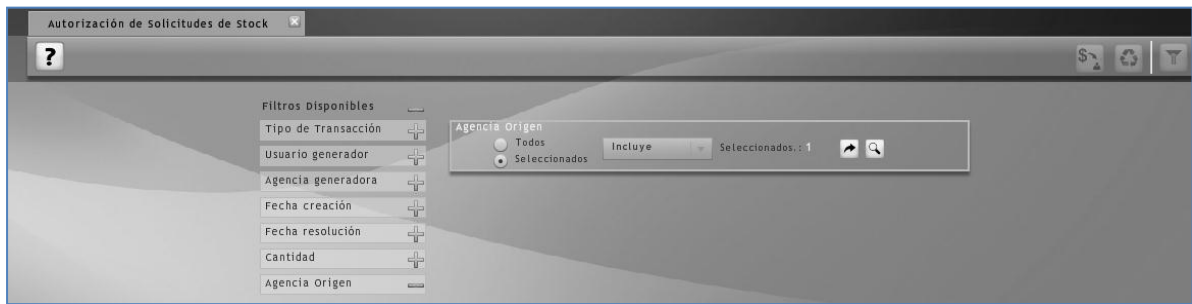 Autorización de Solicitudes de Stock
?
Filtros Disponibles
Tipo de Transacción
Usuario generador
Agencia generadora
Fecha creación
Fecha resolución
Cantidad
Agencia Origen
Agencia Origen
Todos
Seleccionados
Incluye
Seleccionados.: 1